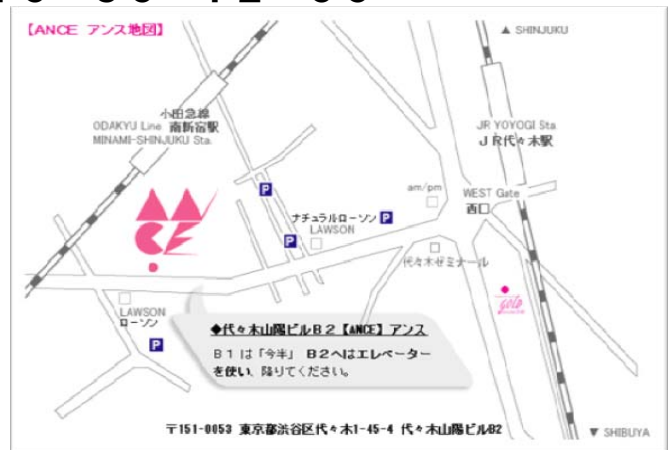 【ANCE アンス地図】
▲ SHINJUKU
小田急線
ODAKYU Line 南新宿駅
MINAMI-SHINJUKU Sta.
JR YOYOGI Sta.
JR代々木駅
P
am/pm
WEST Gate
西口
ナチュラルローソン P
LAWSON
P
代々木ゼミナール
ANCE
gold
LAWSON
ローソン
P
◆代々木山陽ビルB2【ANCE】アンス
B1は「今半」 B2へはエレベーター
を使い、降りてください。
〒151-0053 東京都渋谷区代々木1-45-4 代々木山陽ビルB2
▼ SHIBUYA